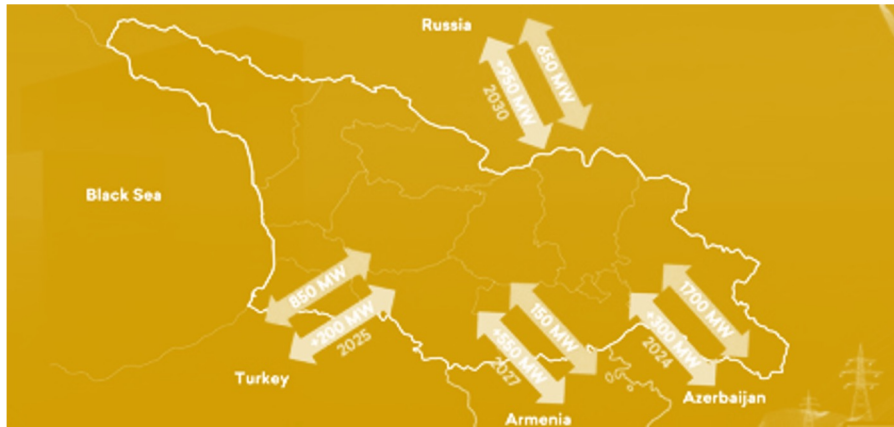 Russia
650 MW
+950 MW
2030
Black Sea
850 MW
+200 MW
2025
Turkey
150 MW
+550 MW
2027
Armenia
1700 MW
+300 MW
2024
Azerbaijan